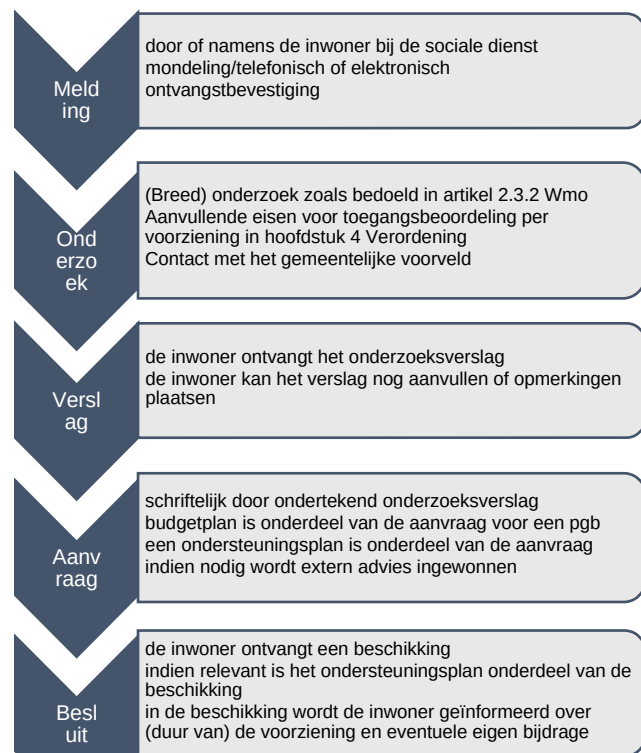 Meld
ing
door of namens de inwoner bij de sociale dienst
mondeling/telefonisch of elektronisch
ontvangstbevestiging
Ond
erzo
ek
(Breed) onderzoek zoals bedoeld in artikel 2.3.2 Wmo
Aanvullende eisen voor toegangsbeoordeling per
voorziening in hoofdstuk 4 Verordening
Contact met het gemeentelijke voorveld
Versl
ag
de inwoner ontvangt het onderzoeksverslag
de inwoner kan het verslag nog aanvullen of opmerkingen
plaatsen
Aanv
raag
schriftelijk door ondertekend onderzoeksverslag
budgetplan is onderdeel van de aanvraag voor een pgb
een ondersteuningsplan is onderdeel van de aanvraag
indien nodig wordt extern advies ingewonnen
Besl
uit
de inwoner ontvangt een beschikking
indien relevant is het ondersteuningsplan onderdeel van de
beschikking
in de beschikking wordt de inwoner geïnformeerd over
(duur van) de voorziening en eventuele eigen bijdrage